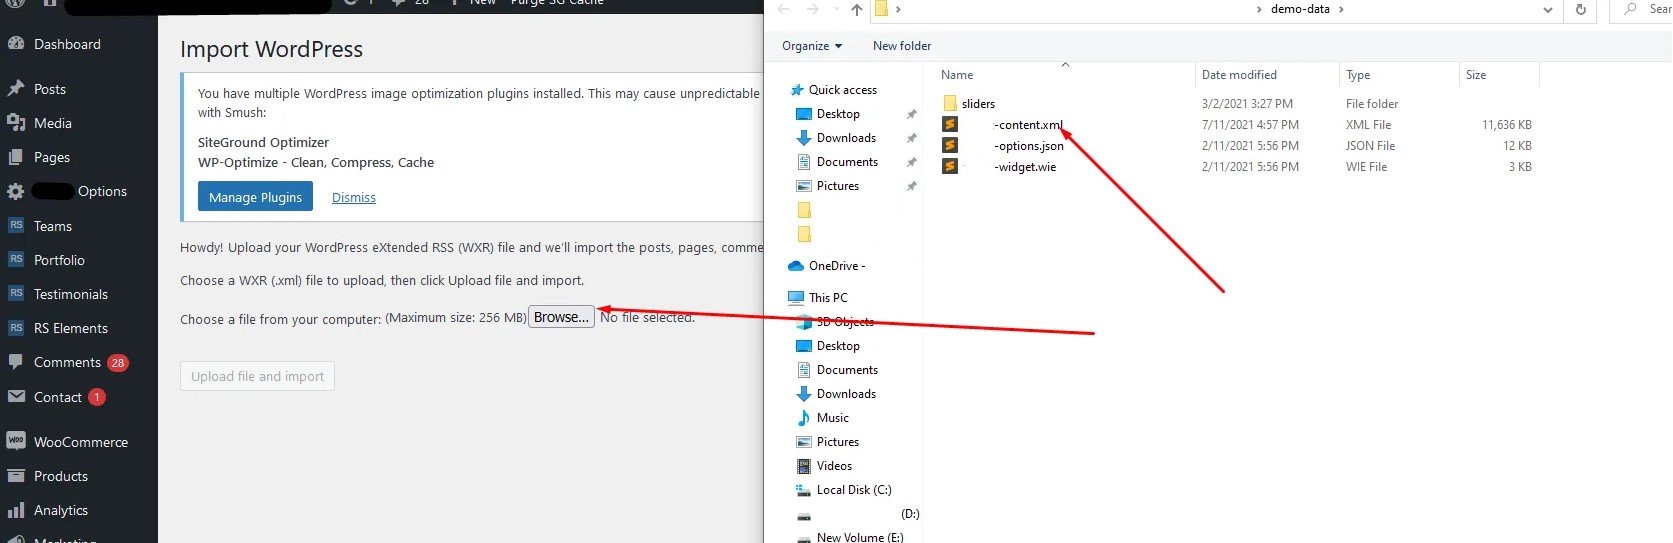 28
New
Purge SG Cache
Dashboard
Posts
Media
Pages
Options
Teams
Portfolio
Testimonials
RS Elements
Comments 28
Contact 1
WooCommerce
Products
Analytics
Marketing
RS
RS
RS
RS
WOO
Import WordPress
You have multiple WordPress image optimization plugins installed. This may cause unpredictable
with Smush:
SiteGround Optimizer
WP-Optimize - Clean, Compress, Cache
Manage Plugins Dismiss
Howdy! Upload your WordPress eXtended RSS (WXR) file and we'll import the posts, pages, comme
Choose a WXR (.xml) file to upload, then click Upload file and import.
Choose a file from your computer: (Maximum size: 256 MB) Browse... No file selected.
Upload file and import
demo-data
Sear
Organize New folder
Quick access
Desktop
Downloads
Documents
Pictures
OneDrive -
This PC
3D Objects
Desktop
Documents
Downloads
Music
Pictures
Videos
Local Disk (C:)
(D:)
New Volume (E:)
Name Date modified Type Size
sliders 3/2/2021 3:27 PM File folder
-content.xml 7/11/2021 4:57 PM XML File 11,636 KB
-options.json 2/11/2021 5:56 PM JSON File 12 KB
-widget.wie 2/11/2021 5:56 PM WIE File 3 KB